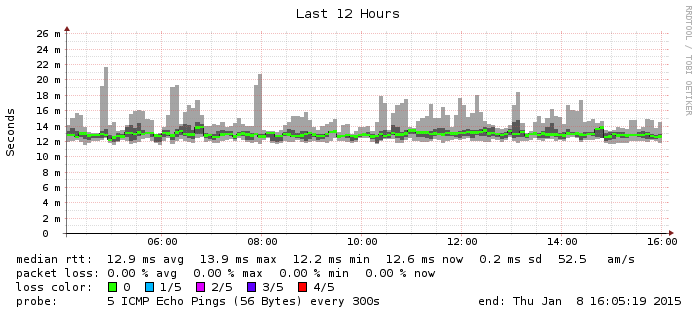 Last 12 Hours
RRDTOOL / TOBI OETIKER
Seconds
26 m
24 m
22 m
20 m
18 m
16 m
14 m
12 m
10 m
8 m
6 m
4 m
2 m
0
06:00 08:00 10:00 12:00 14:00 16:00
median rtt: 12.9 ms avg 13.9 ms max 12.2 ms min 12.6 ms now 0.2 ms sd 52.5 am/s
packet loss: 0.00 % avg 0.00 % max 0.00 % min 0.00 % now
loss color: 0 1/5 2/5 3/5 4/5
probe: 5 ICMP Echo Pings (56 Bytes) every 300s end: Thu Jan 8 16:05:19 2015